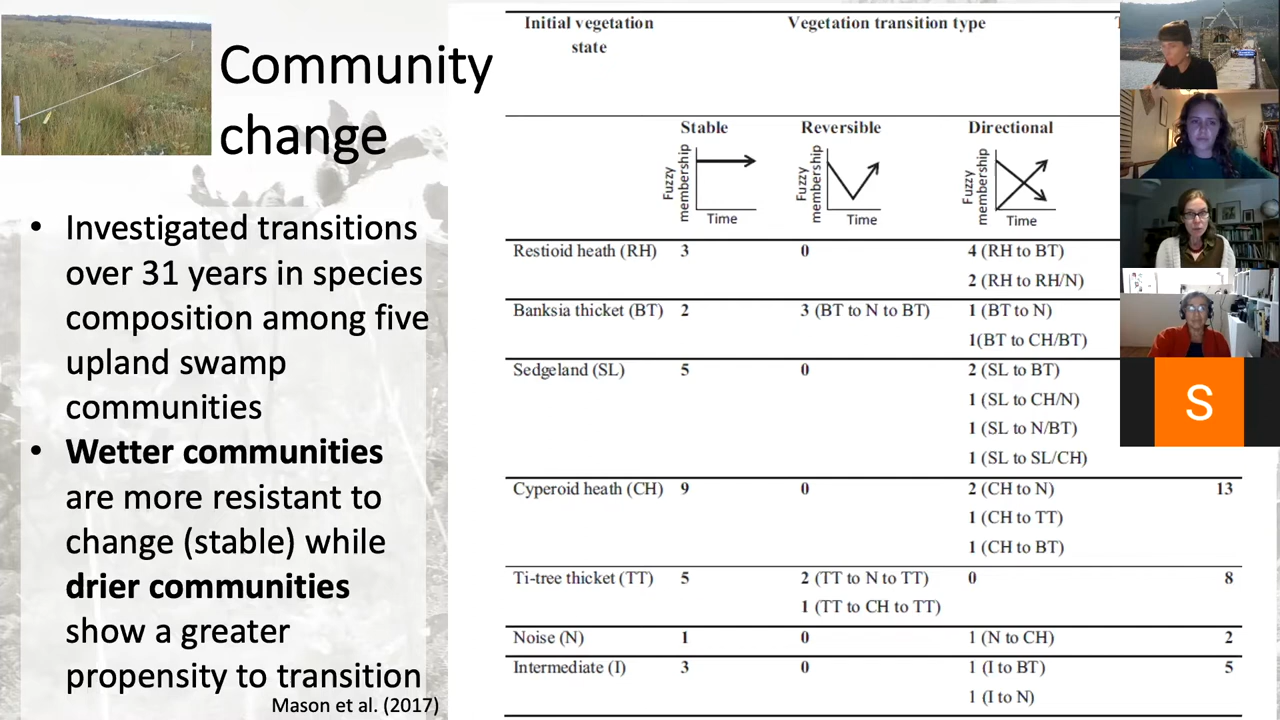 Community
change
• Investigated transitions
over 31 years in species
composition among five
upland swamp
communities
• Wetter communities
are more resistant to
change (stable) while
drier communities
show a greater
propensity to transition
Mason et al. (2017)
Initial vegetation
state
Vegetation transition type
Stable
Reversible
Directional
Fuzzy
membership
Time
Fuzzy
membership
Time
Fuzzy
membership
Time
Restioid heath (RH) 3 0 4 (RH to BT)
2 (RH to RH/N)
Banksia thicket (BT) 2 3 (BT to N to BT) 1 (BT to N)
1(BT to CH/BT)
Sedgeland (SL) 5 0 2 (SL to BT)
1 (SL to CH/N)
1 (SL to N/BT)
1 (SL to SL/CH)
Cyperoid heath (CH) 9 0 2 (CH to N) 13
1 (CH to TT)
1 (CH to BT)
Ti-tree thicket (TT) 5 2 (TT to N to TT) 0 8
1 (TT to CH to TT)
Noise (N) 1 0 1 (N to CH) 2
Intermediate (I) 3 0 1 (I to BT) 5
1 (I to N)
S